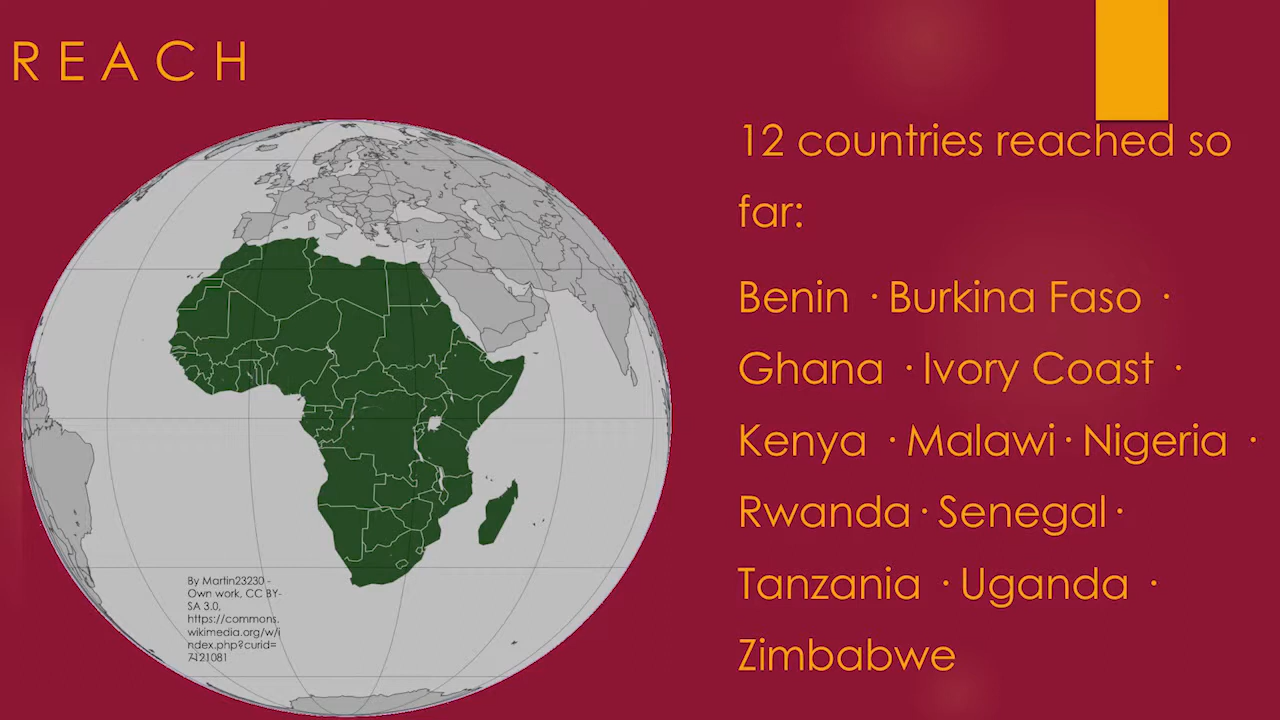 REACH
12 countries reached so
far:
Benin · Burkina Faso ·
Ghana · Ivory Coast ·
Kenya · Malawi · Nigeria ·
Rwanda · Senegal ·
Tanzania · Uganda ·
Zimbabwe
By Martin23230 -
Own work, CC BY-
SA 3.0,
https://commons.
wikimedia.org/w/i
ndex.php?curid=
7421081